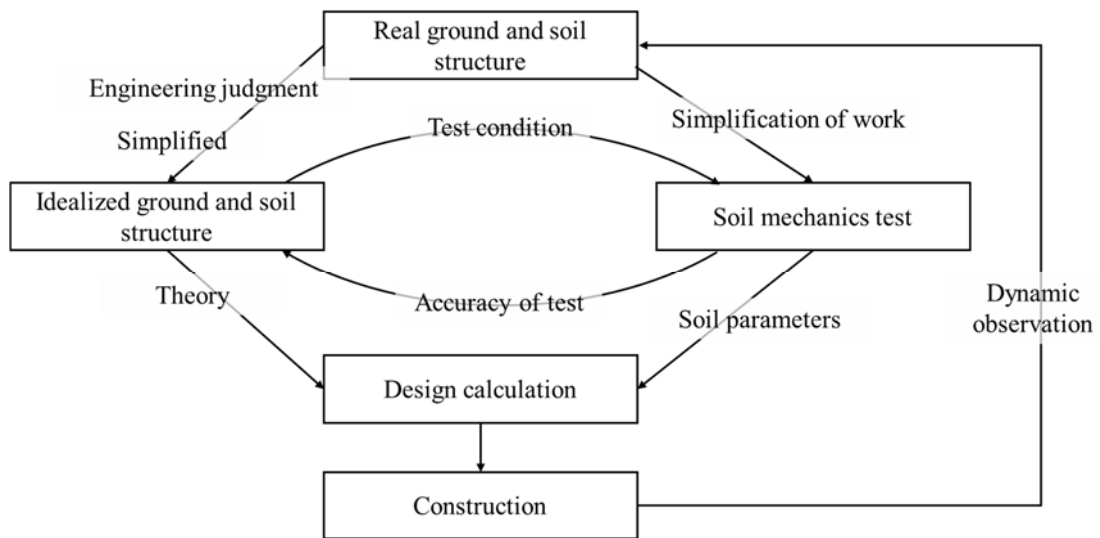 Real ground and soil
structure
Engineering judgment
Simplified
Test condition
Simplification of work
Idealized ground and soil
structure
Soil mechanics test
Theory
Accuracy of test
Soil parameters
Dynamic
observation
Design calculation
Construction